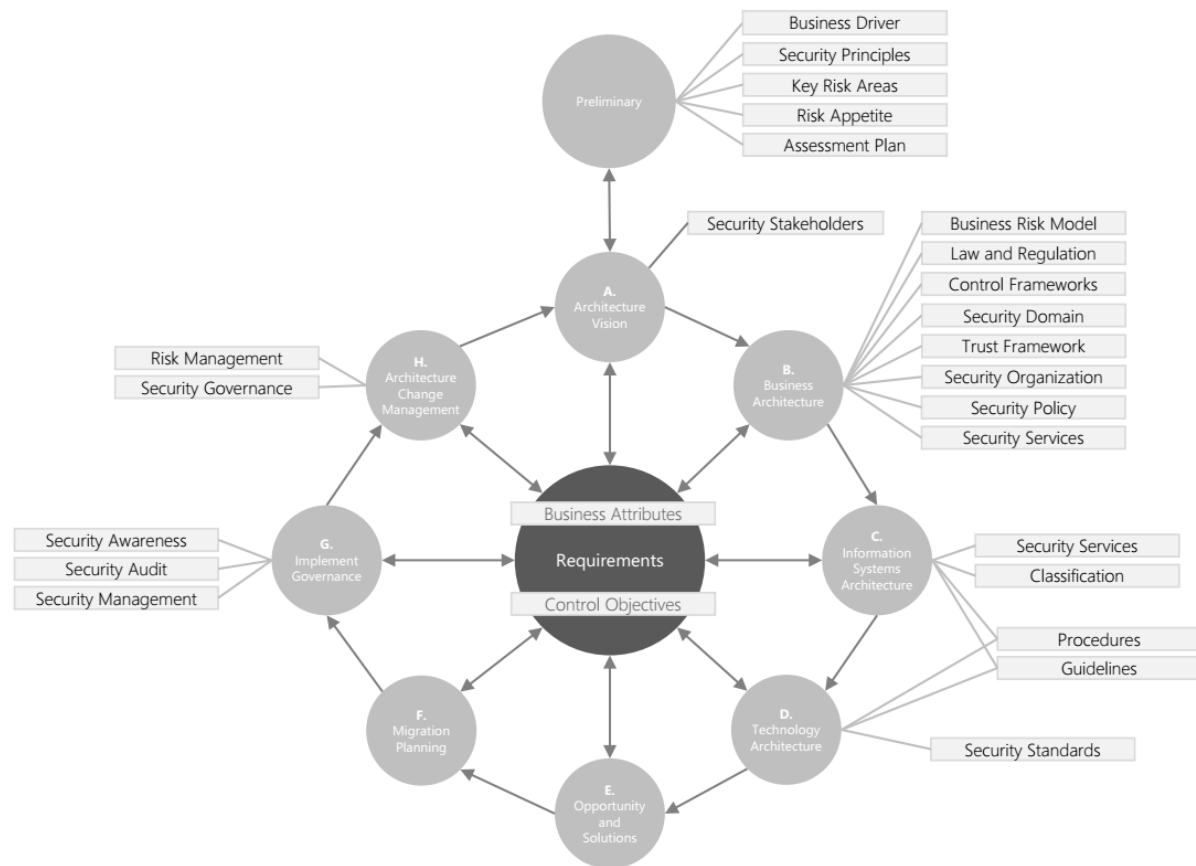 Business Driver
Security Principles
Key Risk Areas
Risk Appetite
Assessment Plan
Preliminary
Security Stakeholders
A.
Architecture
Vision
Business Risk Model
Law and Regulation
Control Frameworks
Security Domain
Trust Framework
Security Organization
Security Policy
Security Services
B.
Business
Architecture
Risk Management
Security Governance
H.
Architecture
Change
Management
Business Attributes
Requirements
Control Objectives
Security Awareness
Security Audit
Security Management
G.
Implement
Governance
C.
Information
Systems
Architecture
Security Services
Classification
Procedures
Guidelines
F.
Migration
Planning
D.
Technology
Architecture
Security Standards
E.
Opportunity
and
Solutions